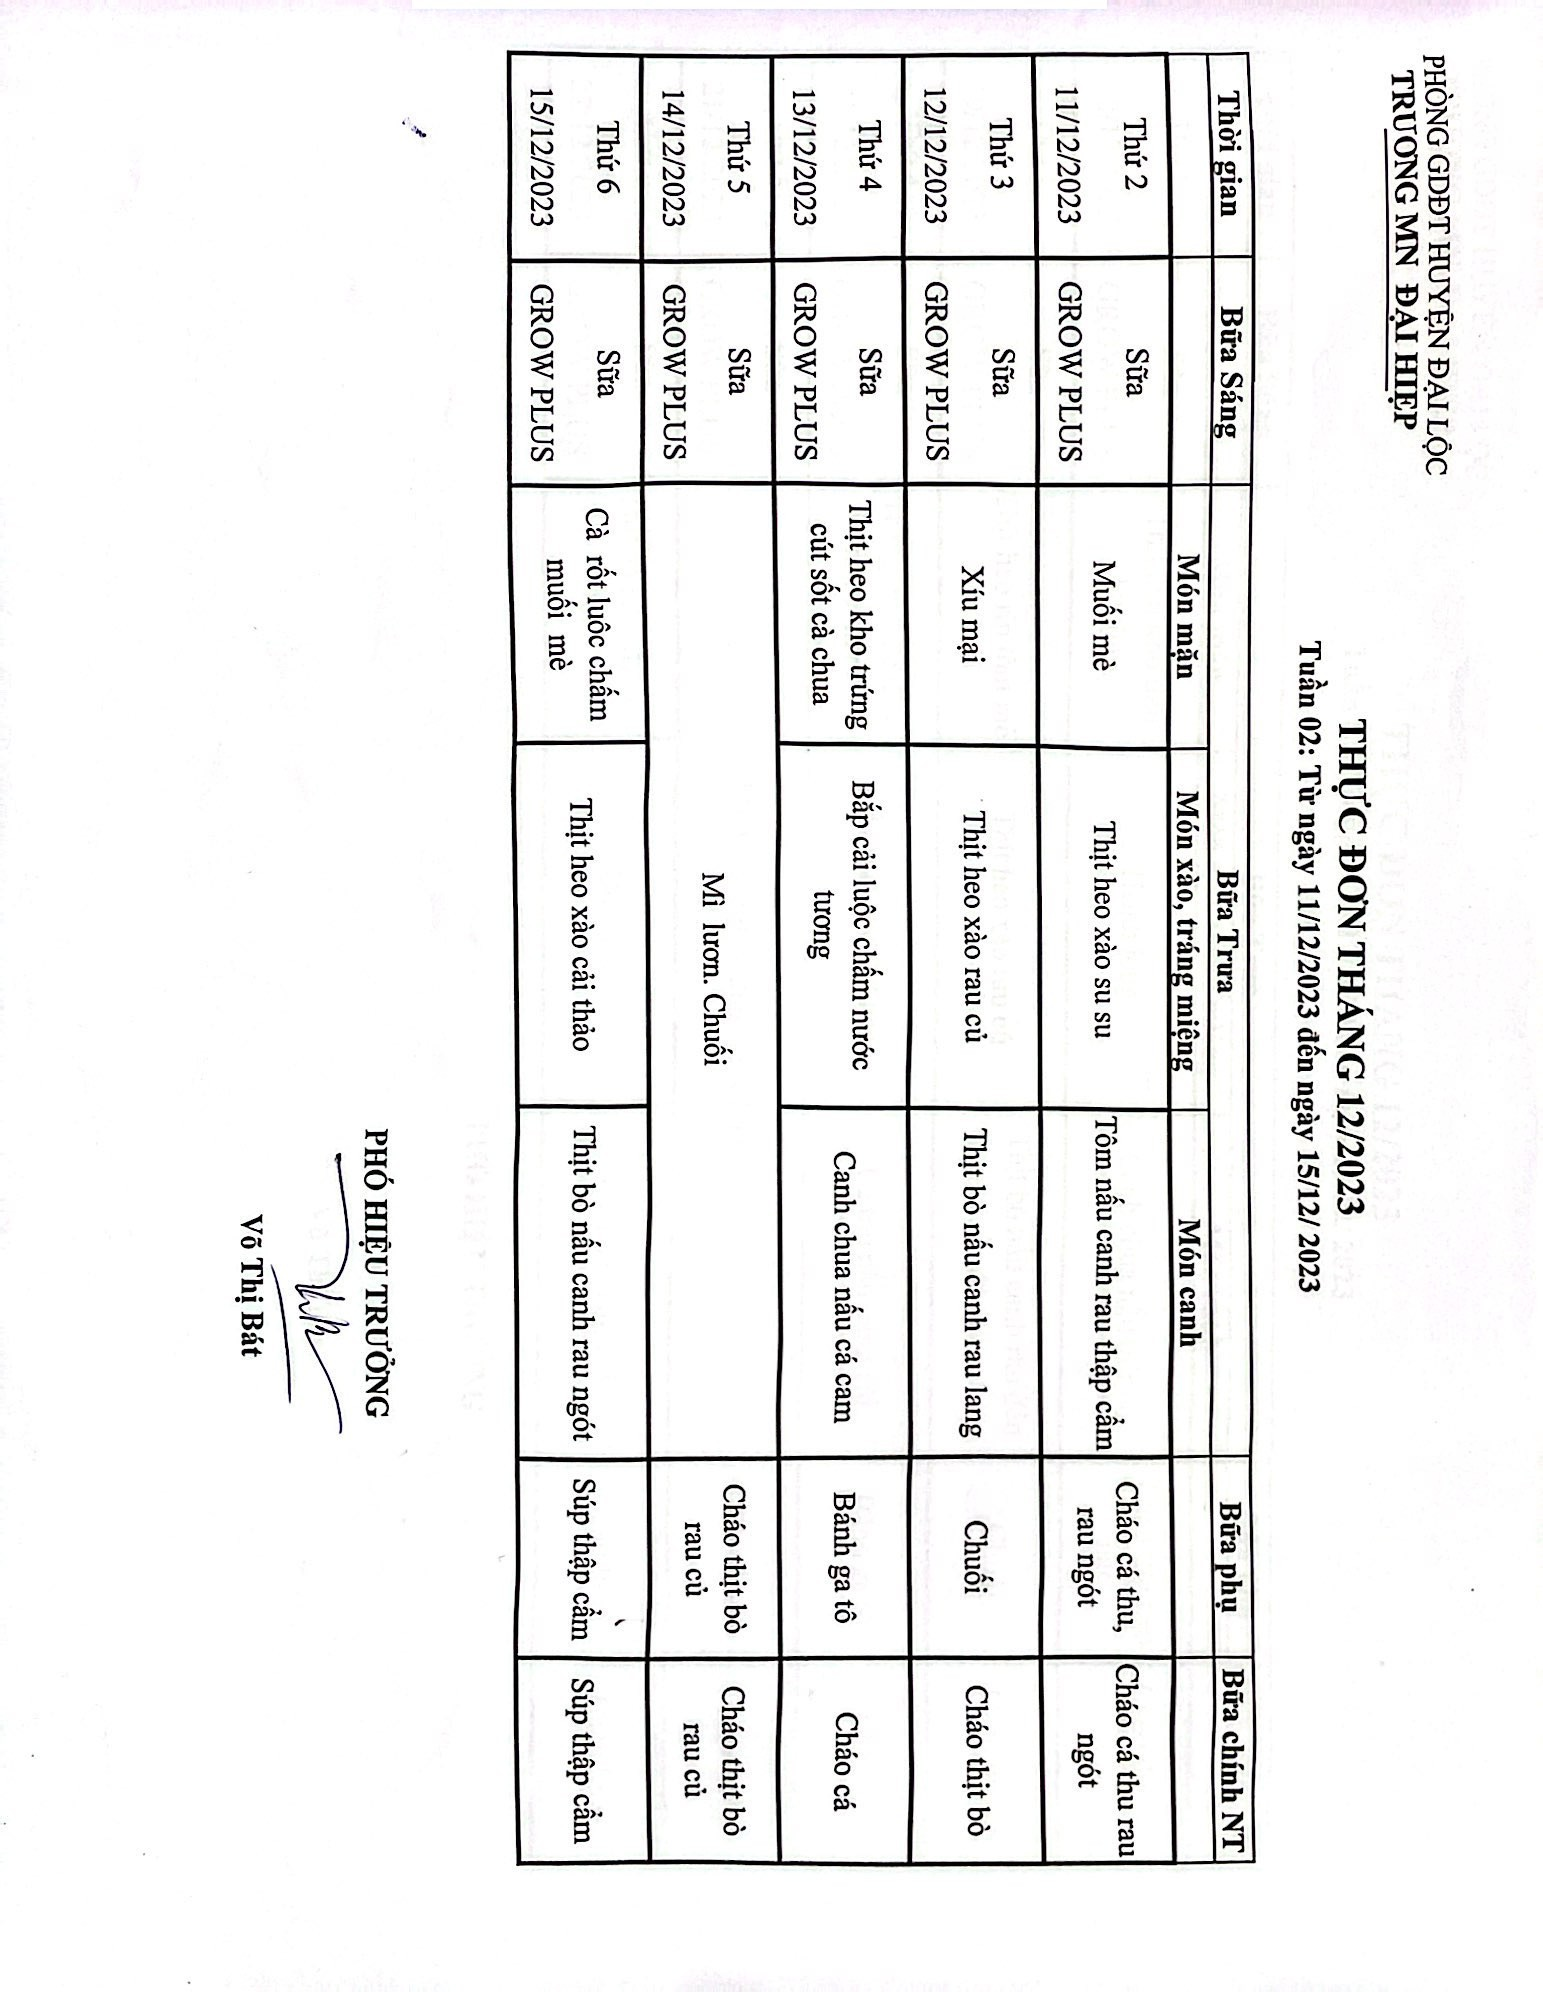 PHÒNG GDĐT HUYỆN ĐẠI LỘC
TRƯƠNG MN ĐẠI HIỆP
THỰC ĐƠN THÁNG 12/2023
Tuần 02: Từ ngày 11/12/2023 đến ngày 15/12/ 2023
Thời gian Bữa Sáng Bữa Trưa Bữa phụ Bữa chính NT
Món mặn Món xào, tráng miệng Món canh
Thứ 2 Sữa Muối mè Thịt heo xào su su Tôm nấu canh rau thập cẩm Cháo cá thu, Cháo cá thu rau
11/12/2023 GROW PLUS rau ngót ngót
Thứ 3 Sữa Xíu mại Thịt heo xào rau củ Thịt bò nấu canh rau lang Chuối Cháo thịt bò
12/12/2023 GROW PLUS
Thứ 4 Sữa Thịt heo kho trứng Bắp cải luộc chấm nước Canh chua nấu cá cam Bánh ga tô Cháo cá
13/12/2023 GROW PLUS cút sốt cà chua tương
Thứ 5 Sữa Mì lươn. Chuối Cháo thịt bò Cháo thịt bò
14/12/2023 GROW PLUS rau củ rau củ
Thứ 6 Sữa Cà rốt luôc chấm Thịt heo xào cải thảo Thịt bò nấu canh rau ngót Súp thập cẩm Súp thập cẩm
15/12/2023 GROW PLUS muối mè
PHÓ HIỆU TRƯỞNG
Võ Thị Bát